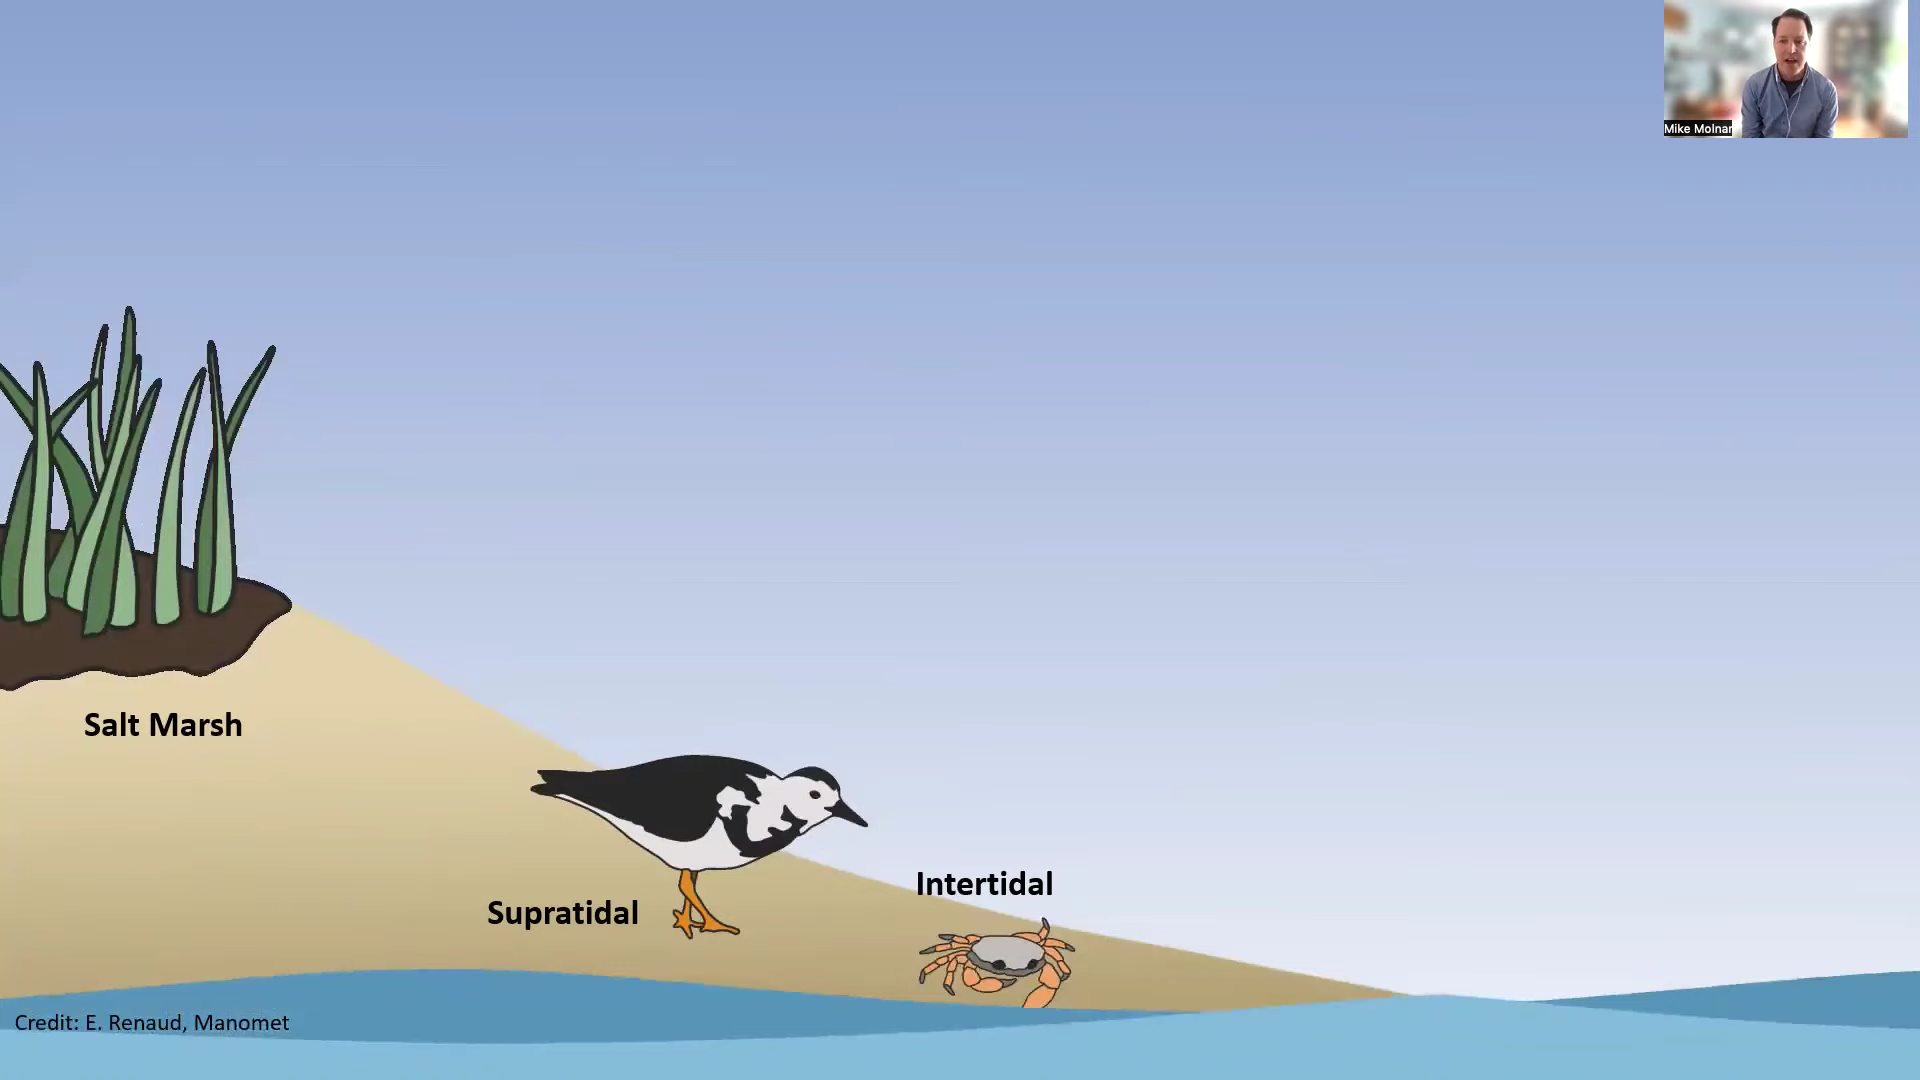 Mike Molnar
Salt Marsh
Intertidal
Supratidal
Credit: E. Renaud, Manomet